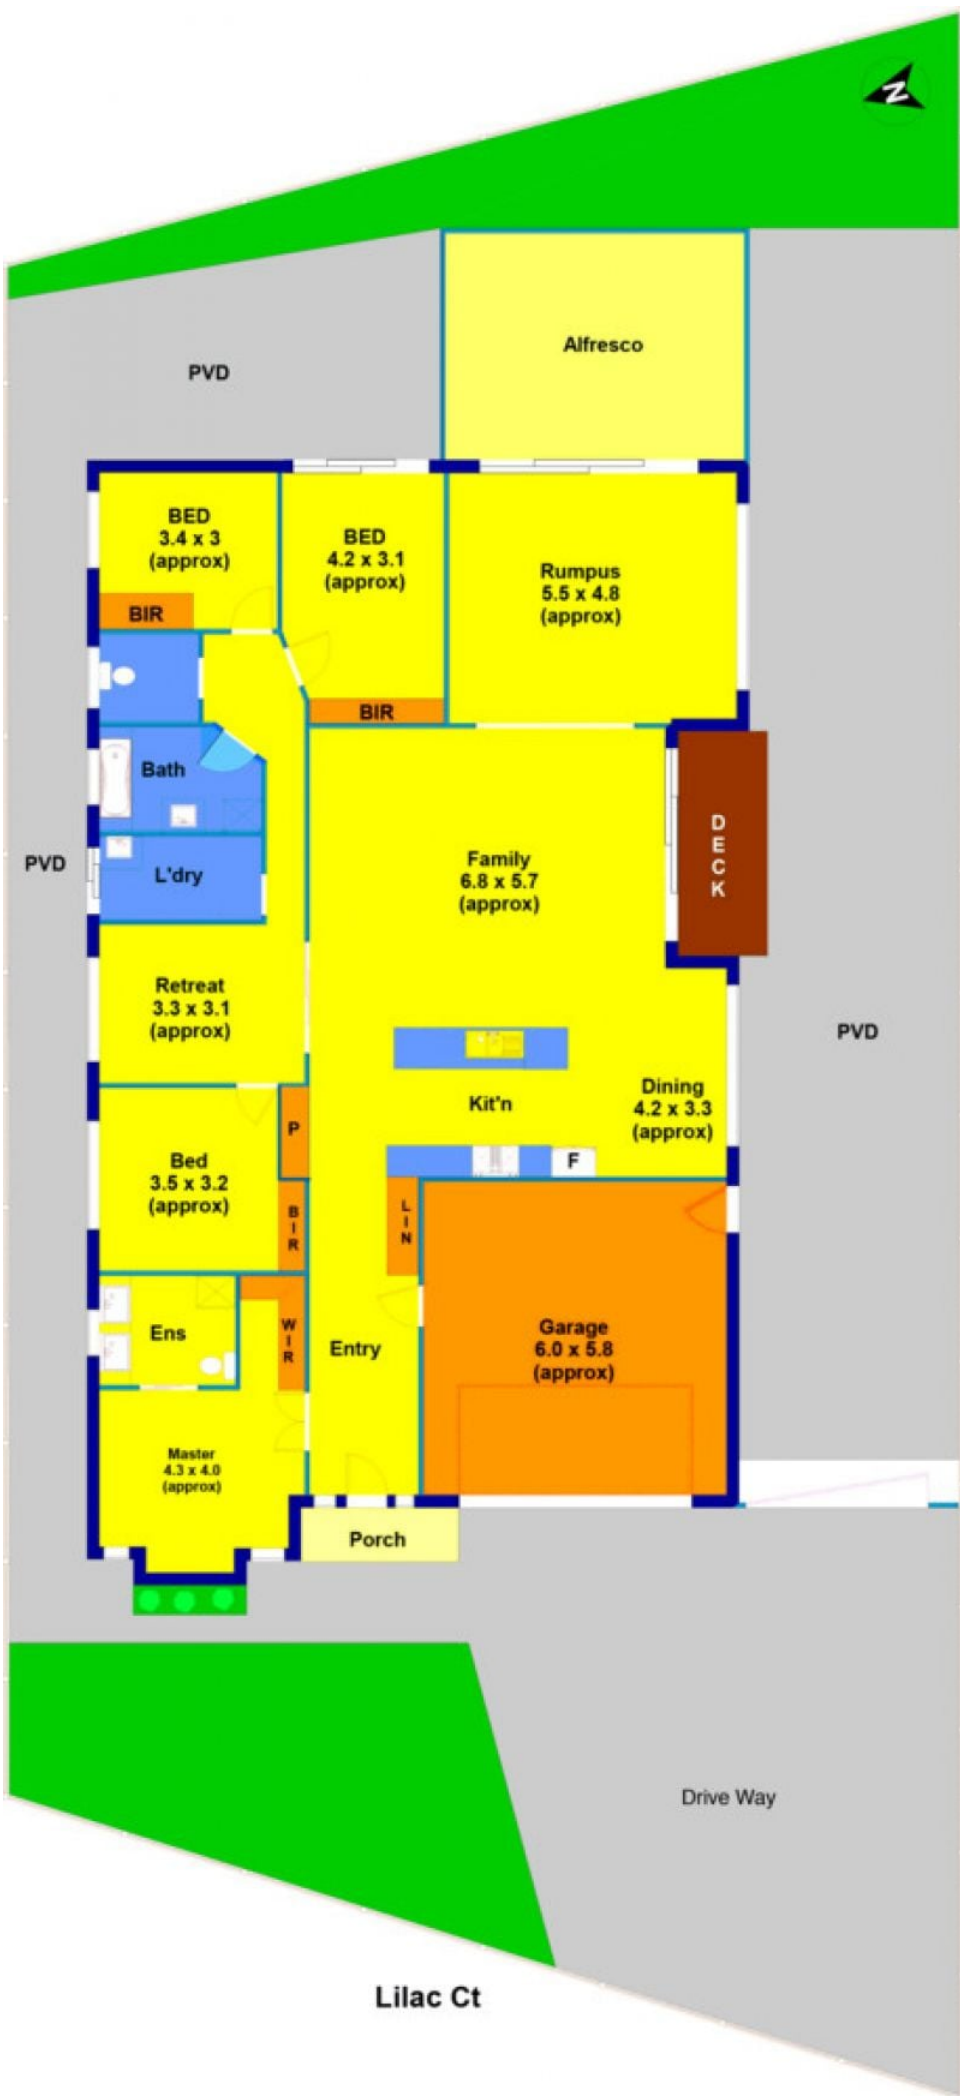 N
Alfresco
PVD
BED
3.4 x 3
(approx)
BED
4.2 x 3.1
(approx)
Rumpus
5.5 x 4.8
(approx)
BIR
BIR
Bath
DECK
PVD
L'dry
Family
6.8 x 5.7
(approx)
Retreat
3.3 x 3.1
(approx)
PVD
Kit'n
Dining
4.2 x 3.3
(approx)
P
Bed
3.5 x 3.2
(approx)
F
BIR
LIN
Ens
WIR
Entry
Garage
6.0 x 5.8
(approx)
Master
4.3 x 4.0
(approx)
Porch
Drive Way
Lilac Ct